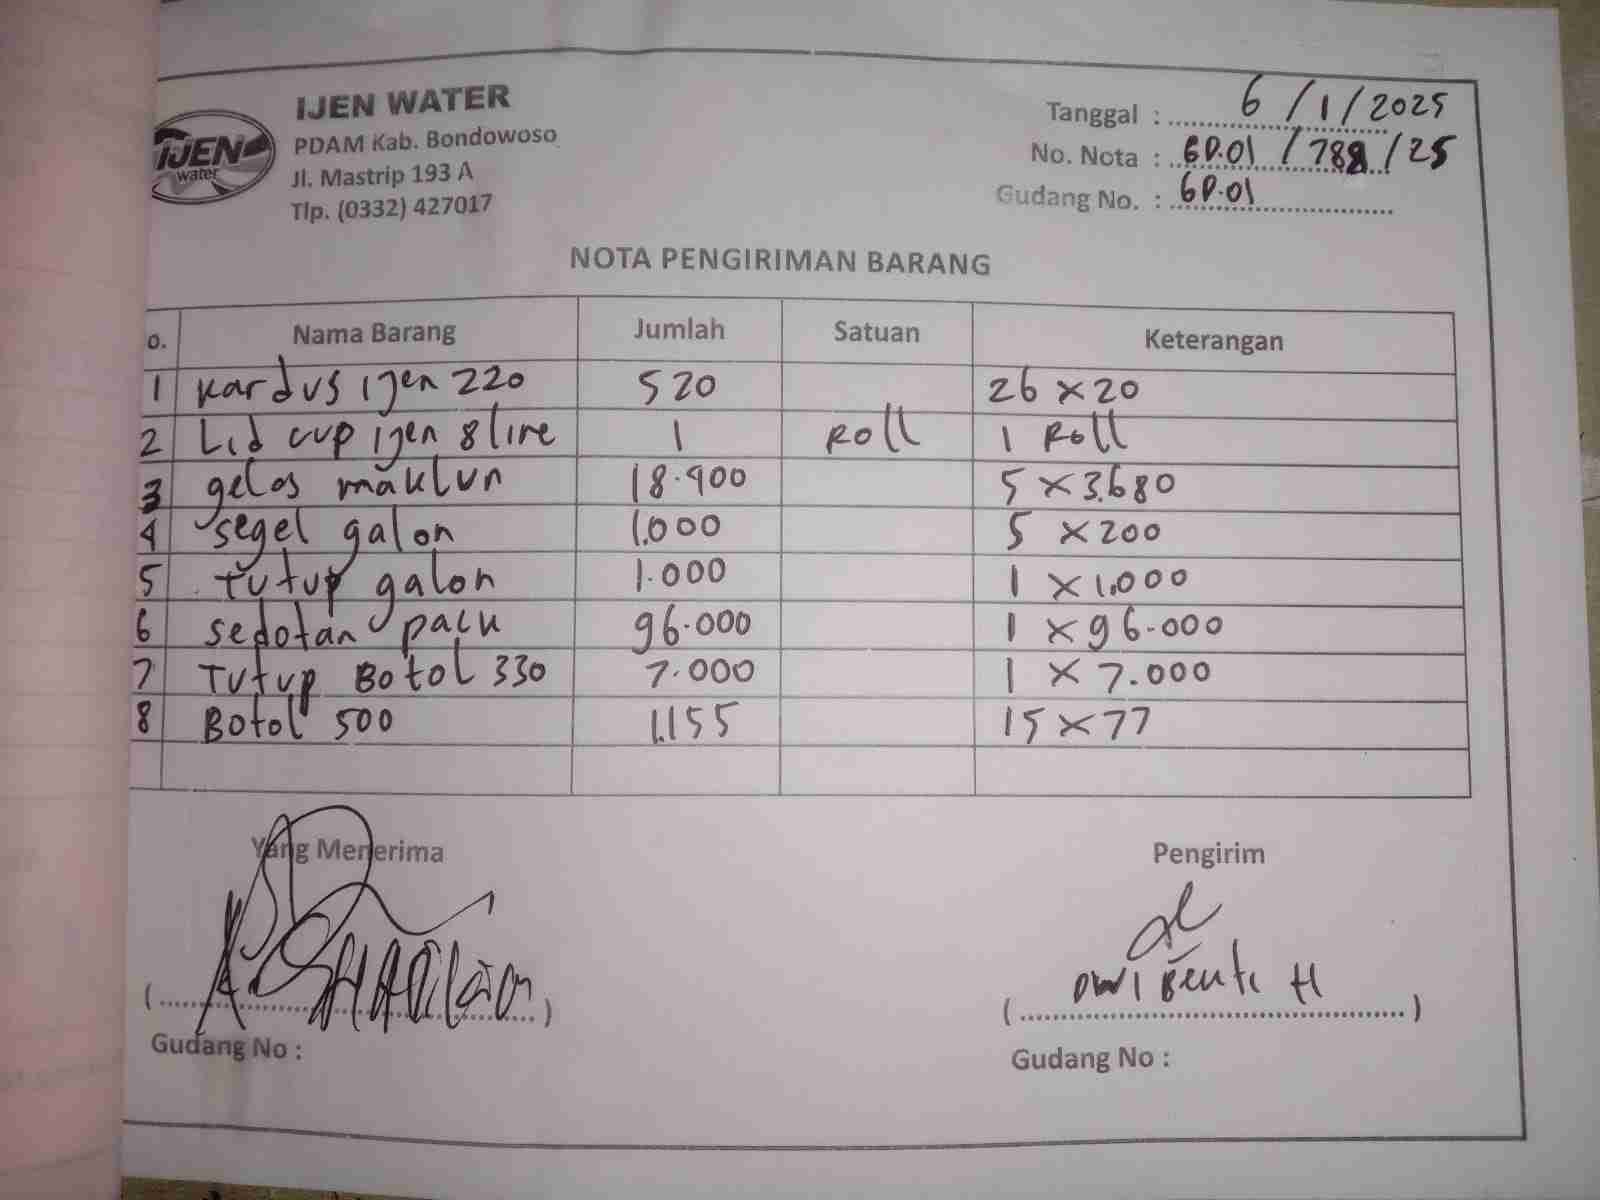 IJEN
water
IJEN WATER
PDAM Kab. Bondowoso
Jl. Mastrip 193 A
Tlp. (0332) 427017
Tanggal : 6 / 1 / 2025
No. Nota : GD.01 / 788 / 25
Gudang No. : GD.01
NOTA PENGIRIMAN BARANG
o. Nama Barang Jumlah Satuan Keterangan
1 Kardus ijen 220 520 26 x 20
2 Lid cup ijen 8 line 1 Roll 1 Roll
3 gelas maklun 18.400 5 x 3.680
4 segel galon 1.000 5 x 200
5 Tutup galon 1.000 1 x 1.000
6 sedotan pack 96.000 1 x 96.000
7 Tutup Botol 330 7.000 1 x 7.000
8 Botol 500 1.155 15 x 77
Yang Menerima Pengirim
Dwi H
Gudang No : Gudang No :